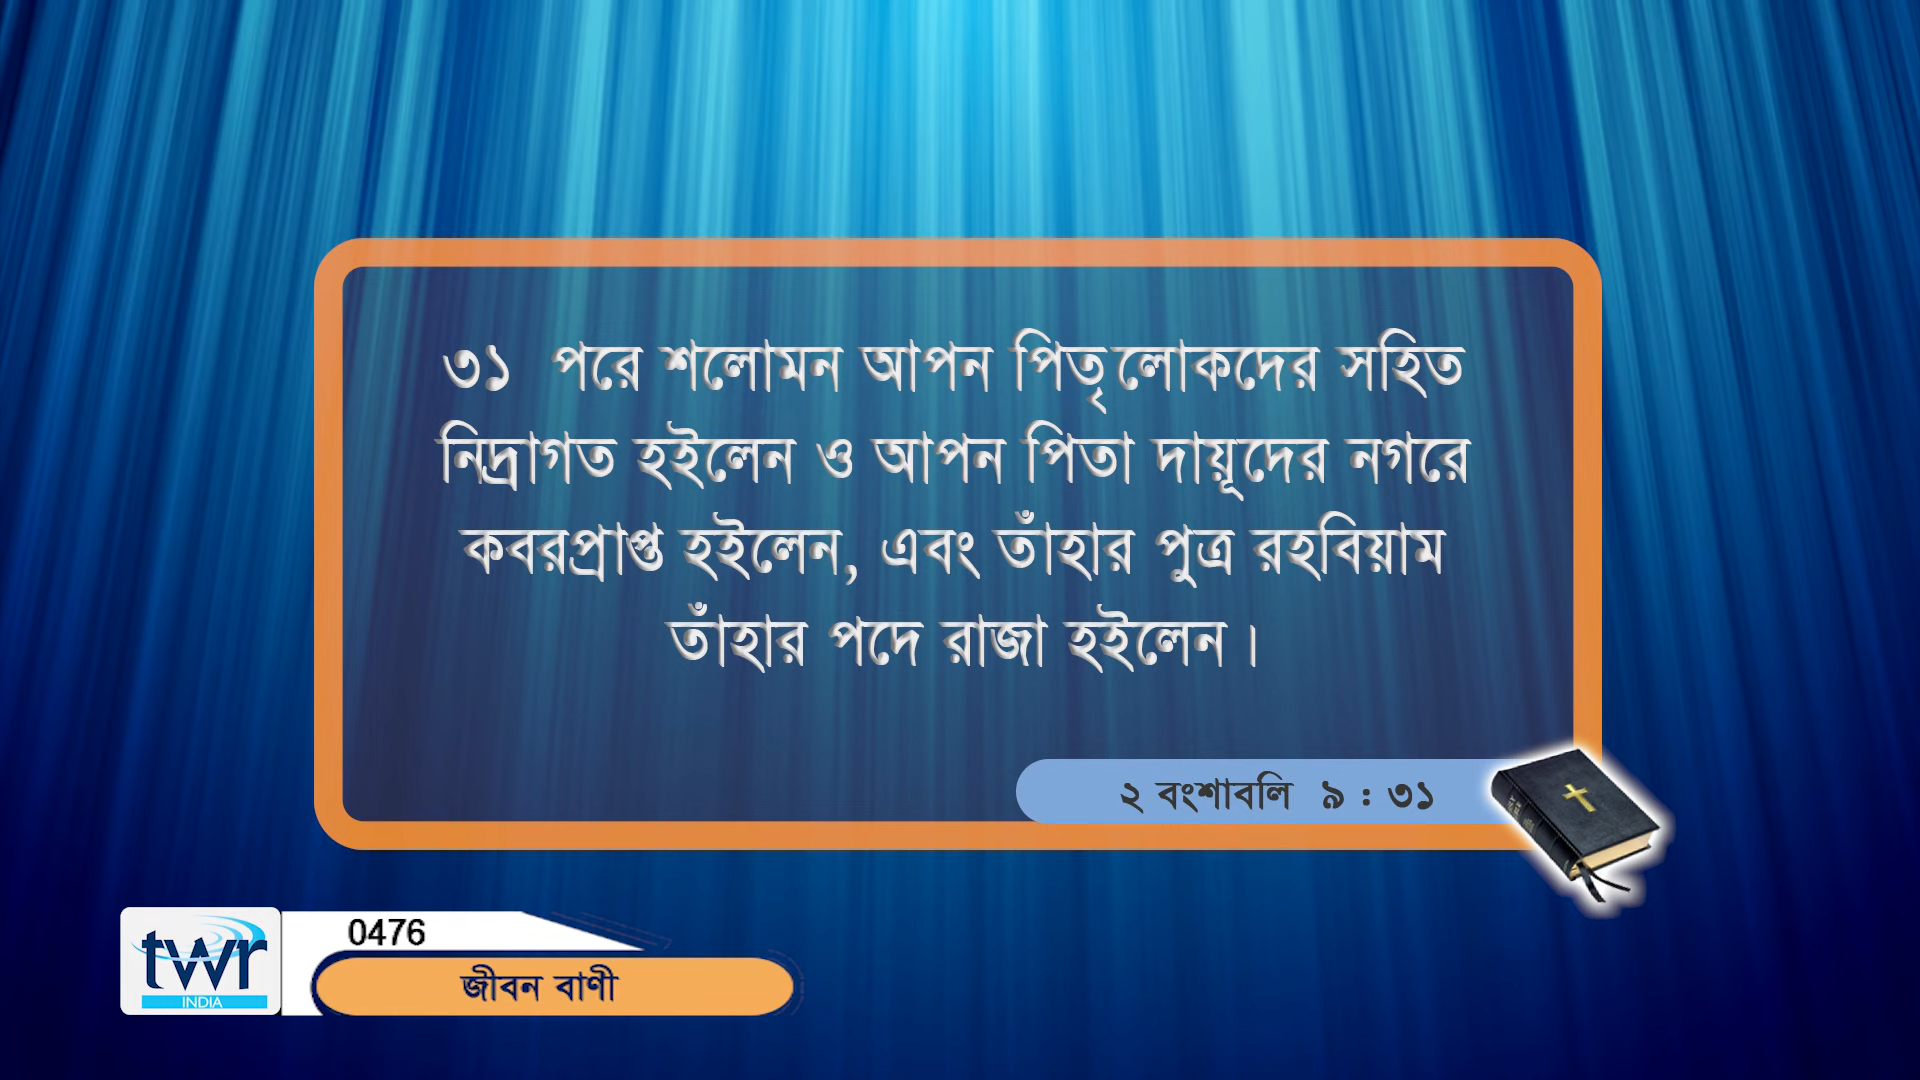 ৩১ পরে শলোমন আপন পিতৃলোকদের সহিত
নিদ্রাগত হইলেন ও আপন পিতা দায়ূদের নগরে
কবরপ্রাপ্ত হইলেন, এবং তাঁহার পুত্র রহবিয়াম
তাঁহার পদে রাজা হইলেন।
২ বংশাবলি ৯ : ৩১
0476
twr
INDIA
জীবন বাণী